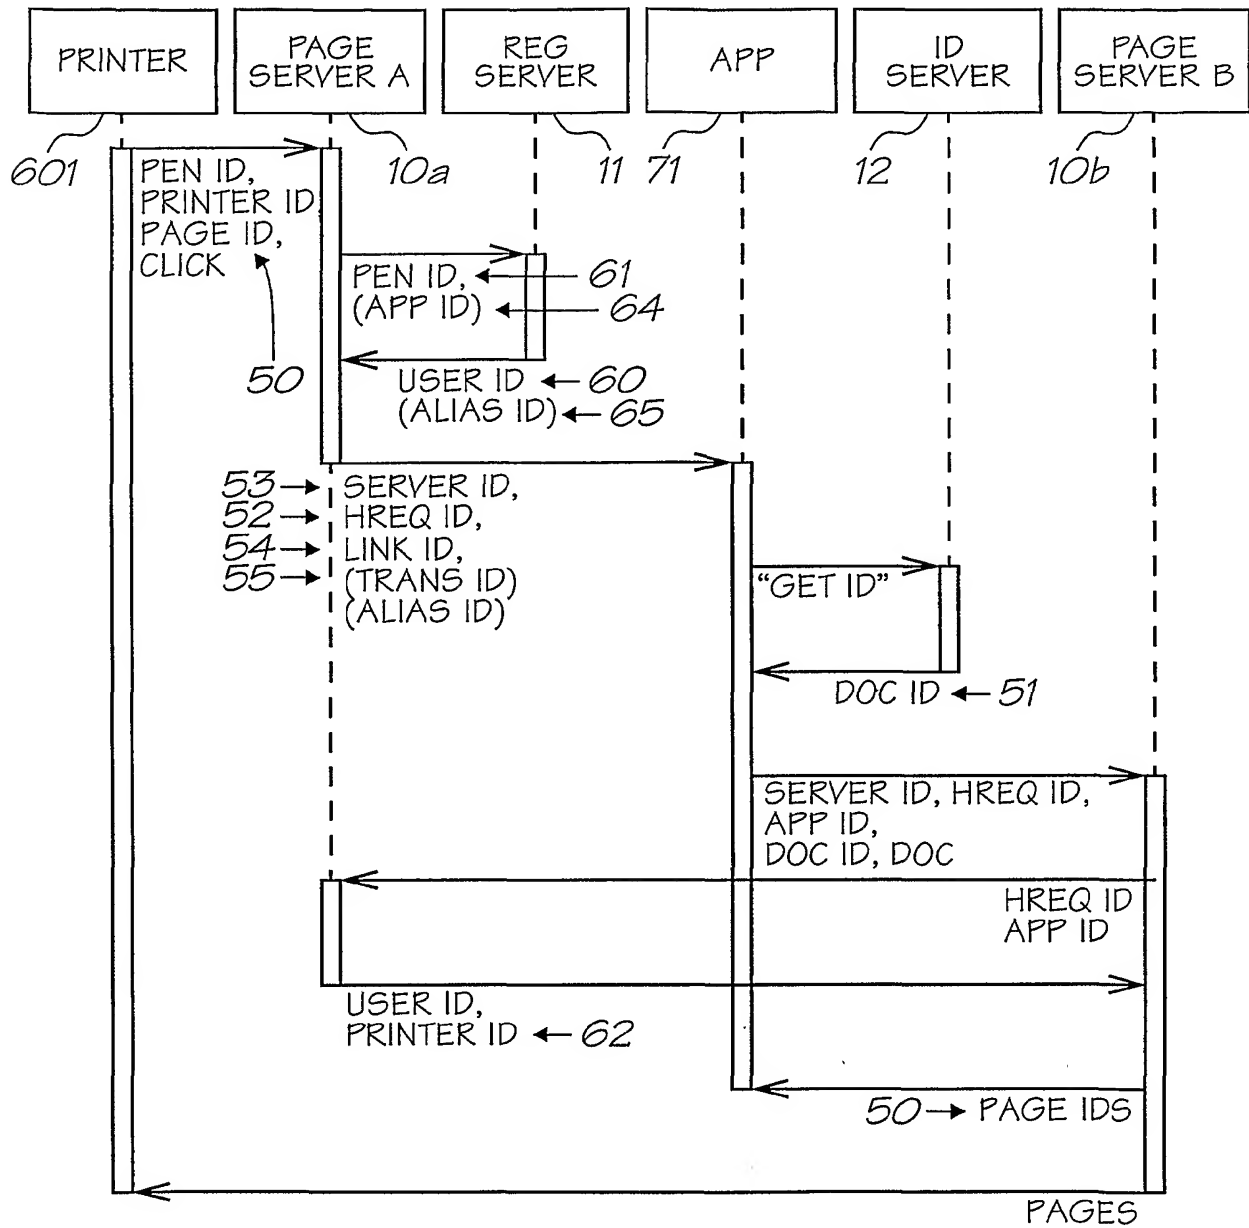 PRINTER
PAGE
SERVER A
REG
SERVER
APP
ID
SERVER
PAGE
SERVER B
601
10a
11
71
12
10b
PEN ID,
PRINTER ID
PAGE ID,
CLICK
50
PEN ID,
61
(APP ID)
64
USER ID
60
(ALIAS ID)
65
53
SERVER ID,
52
HREQ ID,
54
LINK ID,
55
(TRANS ID)
(ALIAS ID)
"GET ID"
DOC ID
51
SERVER ID, HREQ ID,
APP ID,
DOC ID, DOC
HREQ ID
APP ID
USER ID,
PRINTER ID
62
50
PAGE IDS
PAGES